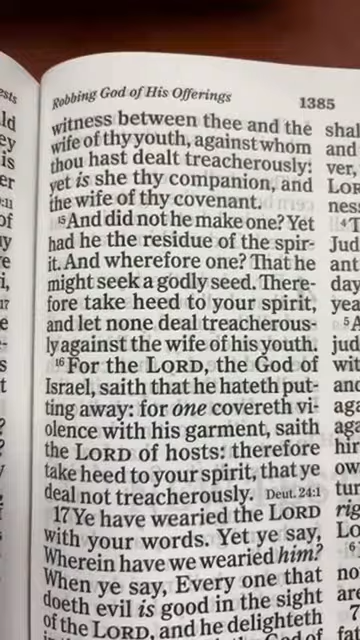 Robbing God of His Offerings
1385
witness between thee and the
wife of thy youth, against whom
thou hast dealt treacherously:
yet is she thy companion, and
the wife of thy covenant.
15And did not he make one? Yet
had he the residue of the spir-
it. And wherefore one? That he
might seek a godly seed. There-
fore take heed to your spirit,
and let none deal treacherous-
ly against the wife of his youth.
16For the LORD, the God of
Israel, saith that he hateth put-
ting away: for one covereth vi-
olence with his garment, saith
the LORD of hosts: therefore
take heed to your spirit, that ye
deal not treacherously. Deut. 24:1
17 Ye have wearied the LORD
with your words. Yet ye say,
Wherein have we wearied him?
When ye say, Every one that
doeth evil is good in the sight
of the LORD, and he delighteth